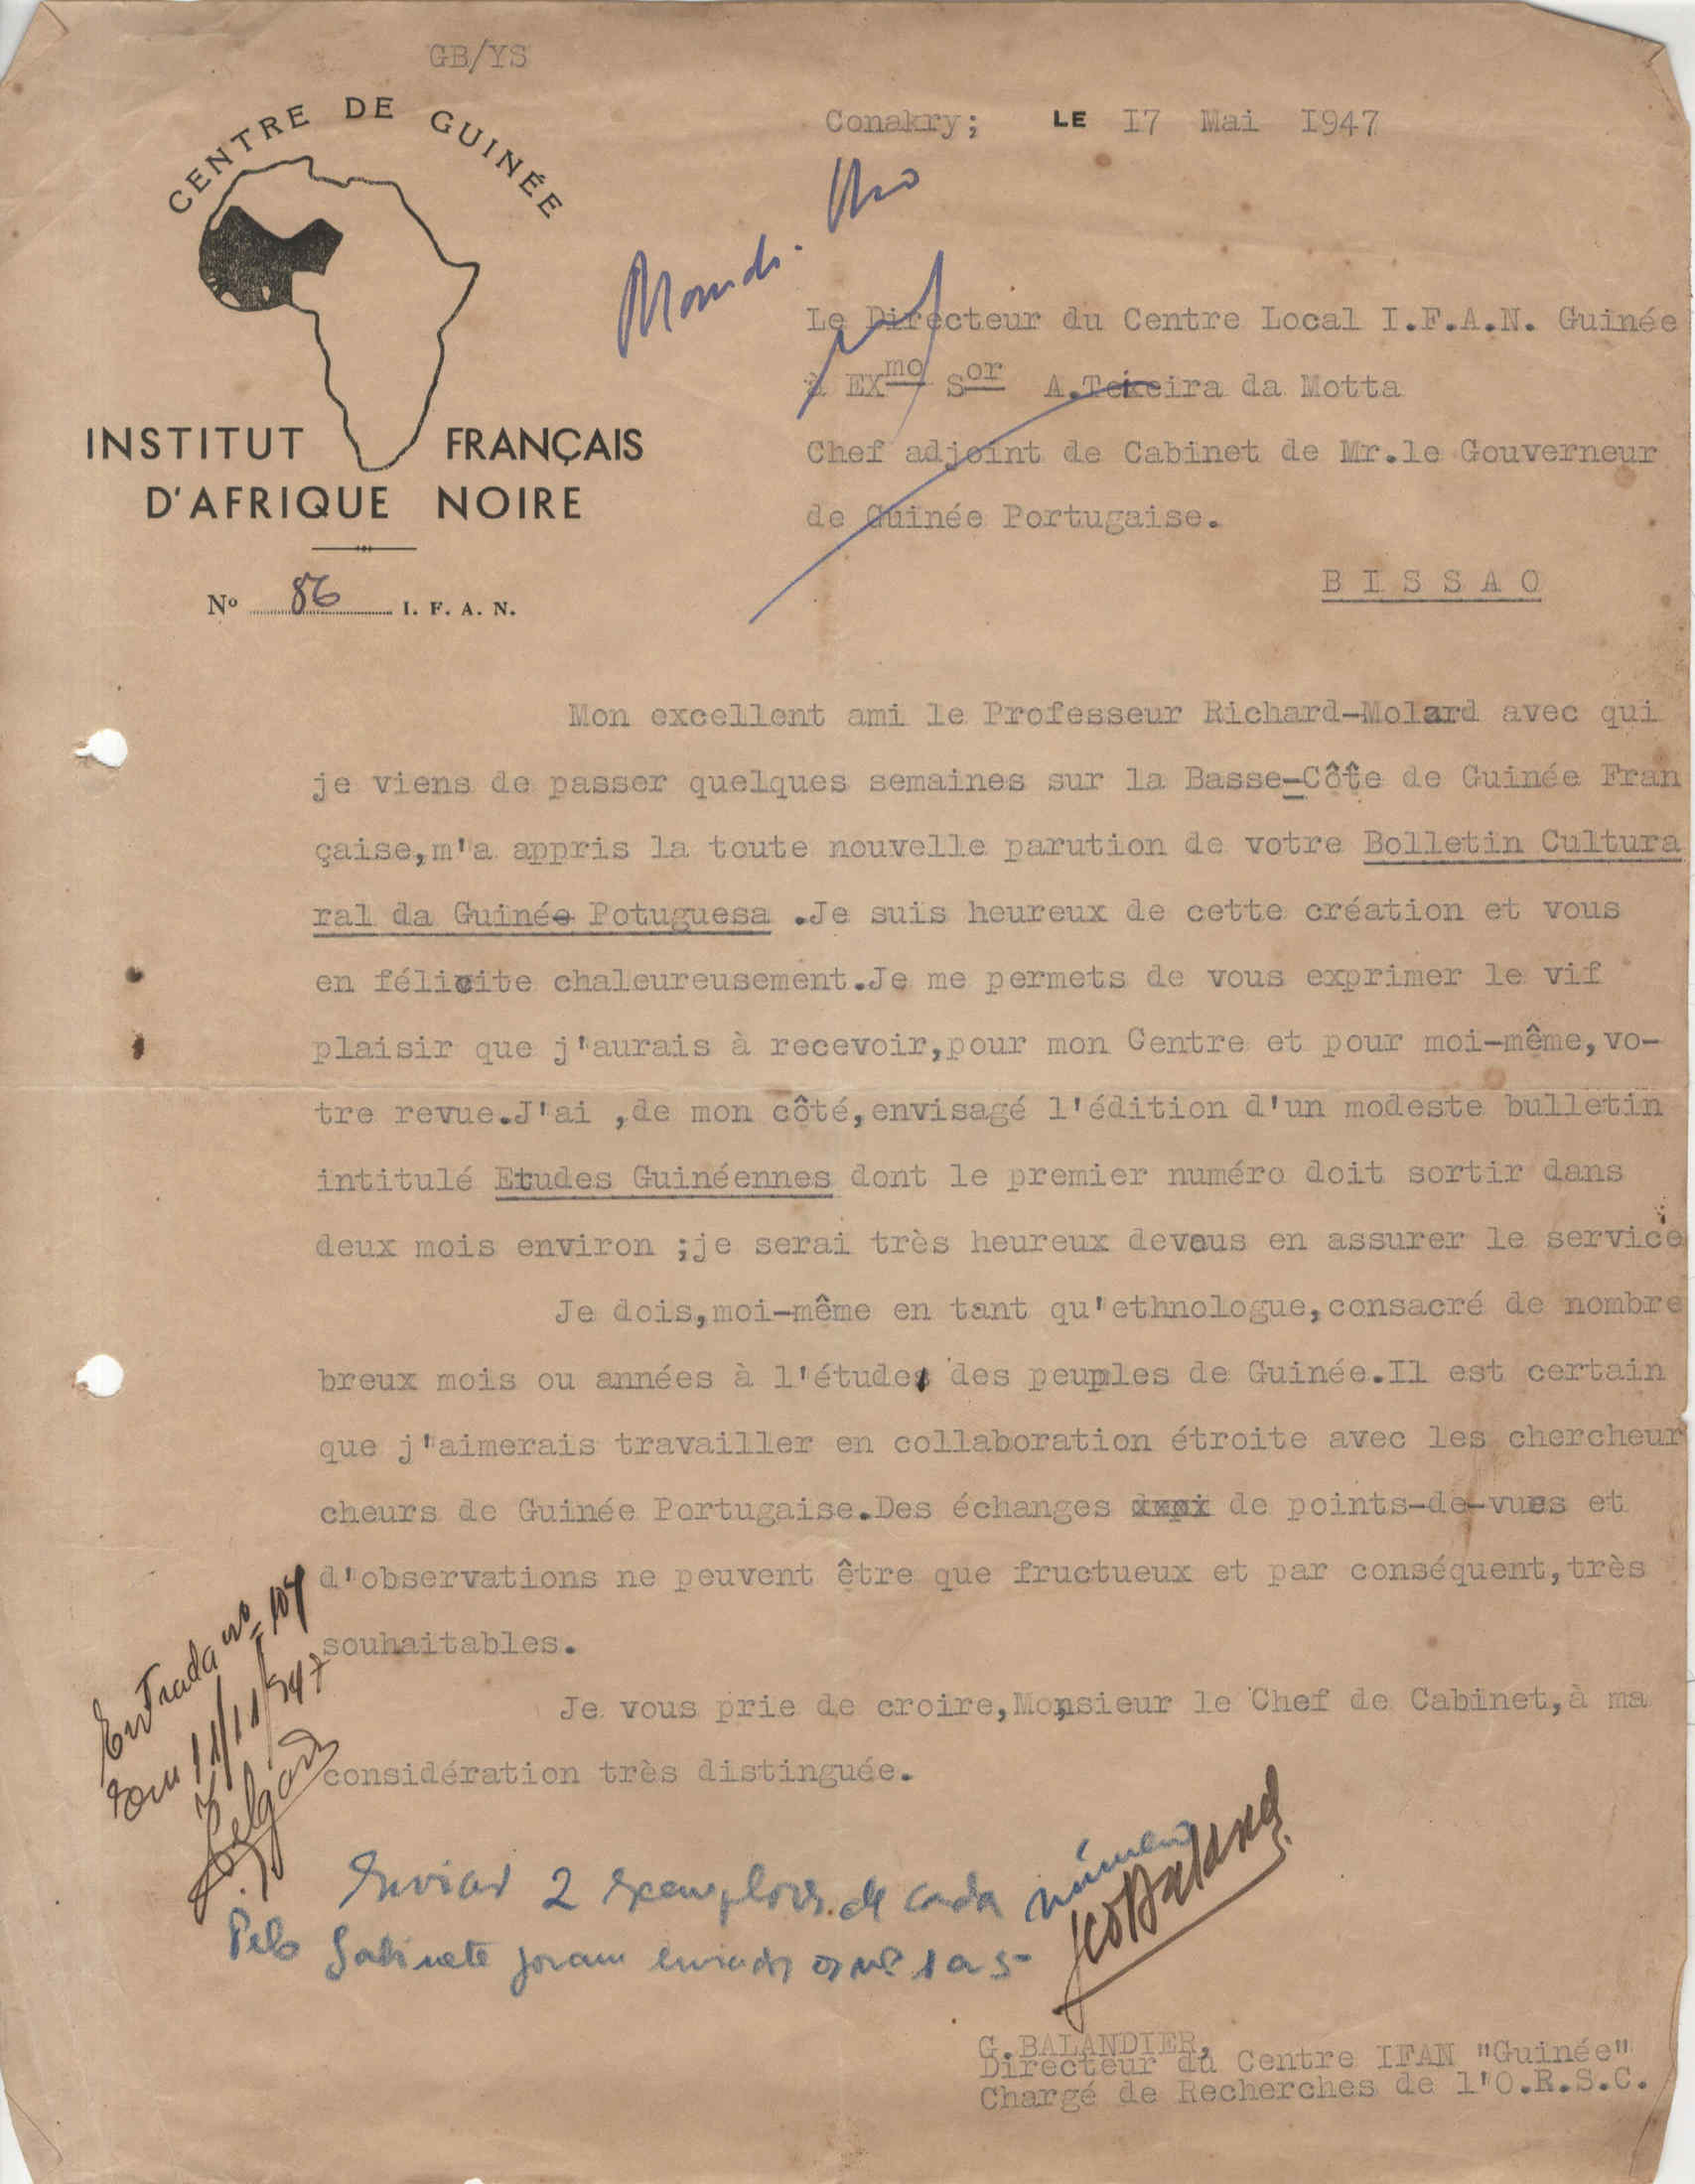 GB/YS
CENTRE DE GUINÉE
INSTITUT FRANÇAIS
D'AFRIQUE NOIRE
No 86 I. F. A. N.
Conakry; LE I7 Mai I947
Le Directeur du Centre Local I.F.A.N. Guinée
à EXmo Sor A.Teixeira da Motta
Chef adjoint de Cabinet de Mr.le Gouverneur
de Guinée Portugaise.
BISSAO
Mon excellent ami le Professeur Richard-Molard avec qui
je viens de passer quelques semaines sur la Basse-Côte de Guinée Fran
çaise,m'a appris la toute nouvelle parution de votre Bolletin Cultura
ral da Guinée Potuguesa .Je suis heureux de cette création et vous
en félicite chaleureusement.Je me permets de vous exprimer le vif
plaisir que j'aurais à recevoir,pour mon Centre et pour moi-même,vo-
tre revue.J'ai ,de mon côté,envisagé l'édition d'un modeste bulletin
intitulé Etudes Guinéennes dont le premier numéro doit sortir dans
deux mois environ ;je serai très heureux devous en assurer le service
Je dois,moi-même en tant qu'ethnologue,consacré de nombre
breux mois ou années à l'étude des peuples de Guinée.Il est certain
que j'aimerais travailler en collaboration étroite avec les chercheur
cheurs de Guinée Portugaise.Des échanges de points-de-vues et
d'observations ne peuvent être que fructueux et par conséquent,très
souhaitables.
Je vous prie de croire,Monsieur le Chef de Cabinet,à ma
considération très distinguée.
Entrada no 107
em 11/11/947
Enviar 2 exemplares de cada número
Pelo Gabinete foram enviados os nos 1 a 5
G.BALANDIER,
Directeur du Centre IFAN "Guinée"
Chargé de Recherches de l'O.R.S.C.